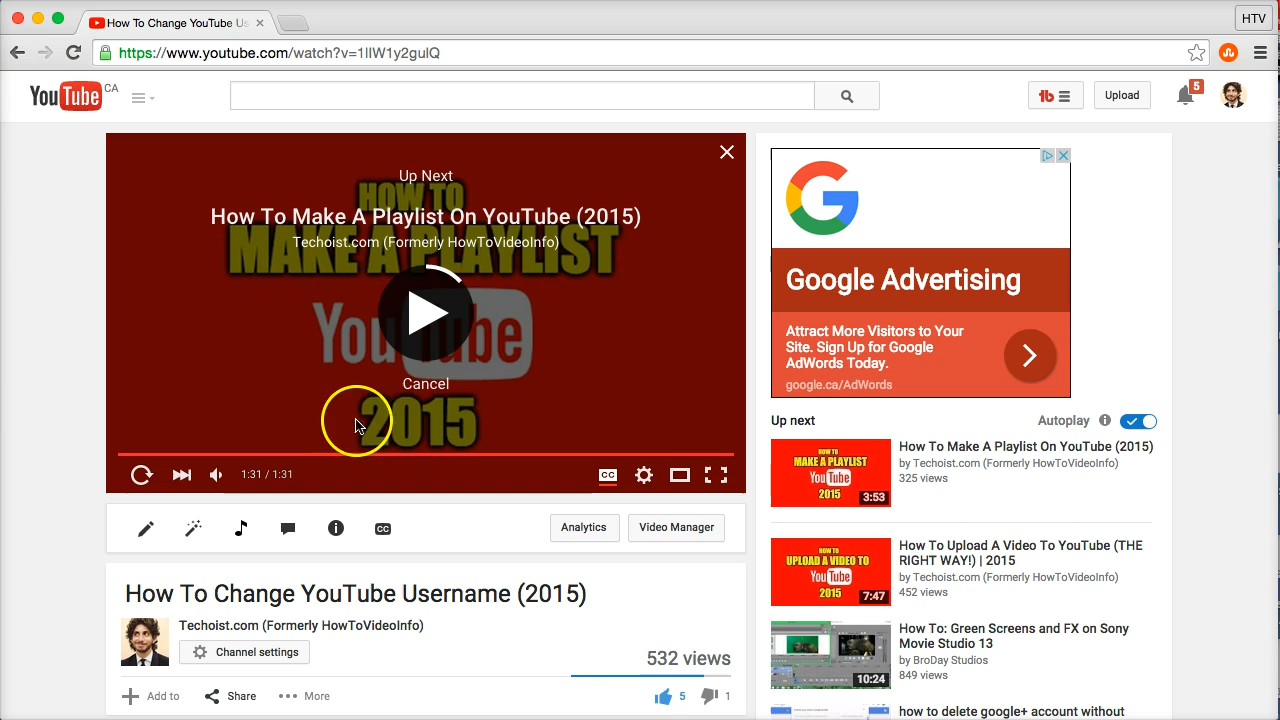 How To Change YouTube Us
HTV
https://www.youtube.com/watch?v=1lIW1y2gulQ
YouTube CA
Upload
5
Up Next
How To Make A Playlist On YouTube (2015)
Techoist.com (Formerly HowToVideoInfo)
HOW TO
MAKE A PLAYLIST
YouTube
2015
Cancel
1:31 / 1:31
CC
CC
Analytics
Video Manager
How To Change YouTube Username (2015)
Techoist.com (Formerly HowToVideoInfo)
Channel settings
532 views
Add to
Share
More
5
1
G
Google Advertising
Attract More Visitors to Your
Site. Sign Up for Google
AdWords Today.
google.ca/AdWords
Up next
Autoplay
HOW TO
MAKE A PLAYLIST
YouTube
2015
3:53
How To Make A Playlist On YouTube (2015)
by Techoist.com (Formerly HowToVideoInfo)
325 views
HOW TO
UPLOAD A VIDEO TO
YouTube
2015
7:47
How To Upload A Video To YouTube (THE
RIGHT WAY!) | 2015
by Techoist.com (Formerly HowToVideoInfo)
452 views
10:24
How To: Green Screens and FX on Sony
Movie Studio 13
by BroDay Studios
849 views
how to delete google+ account without